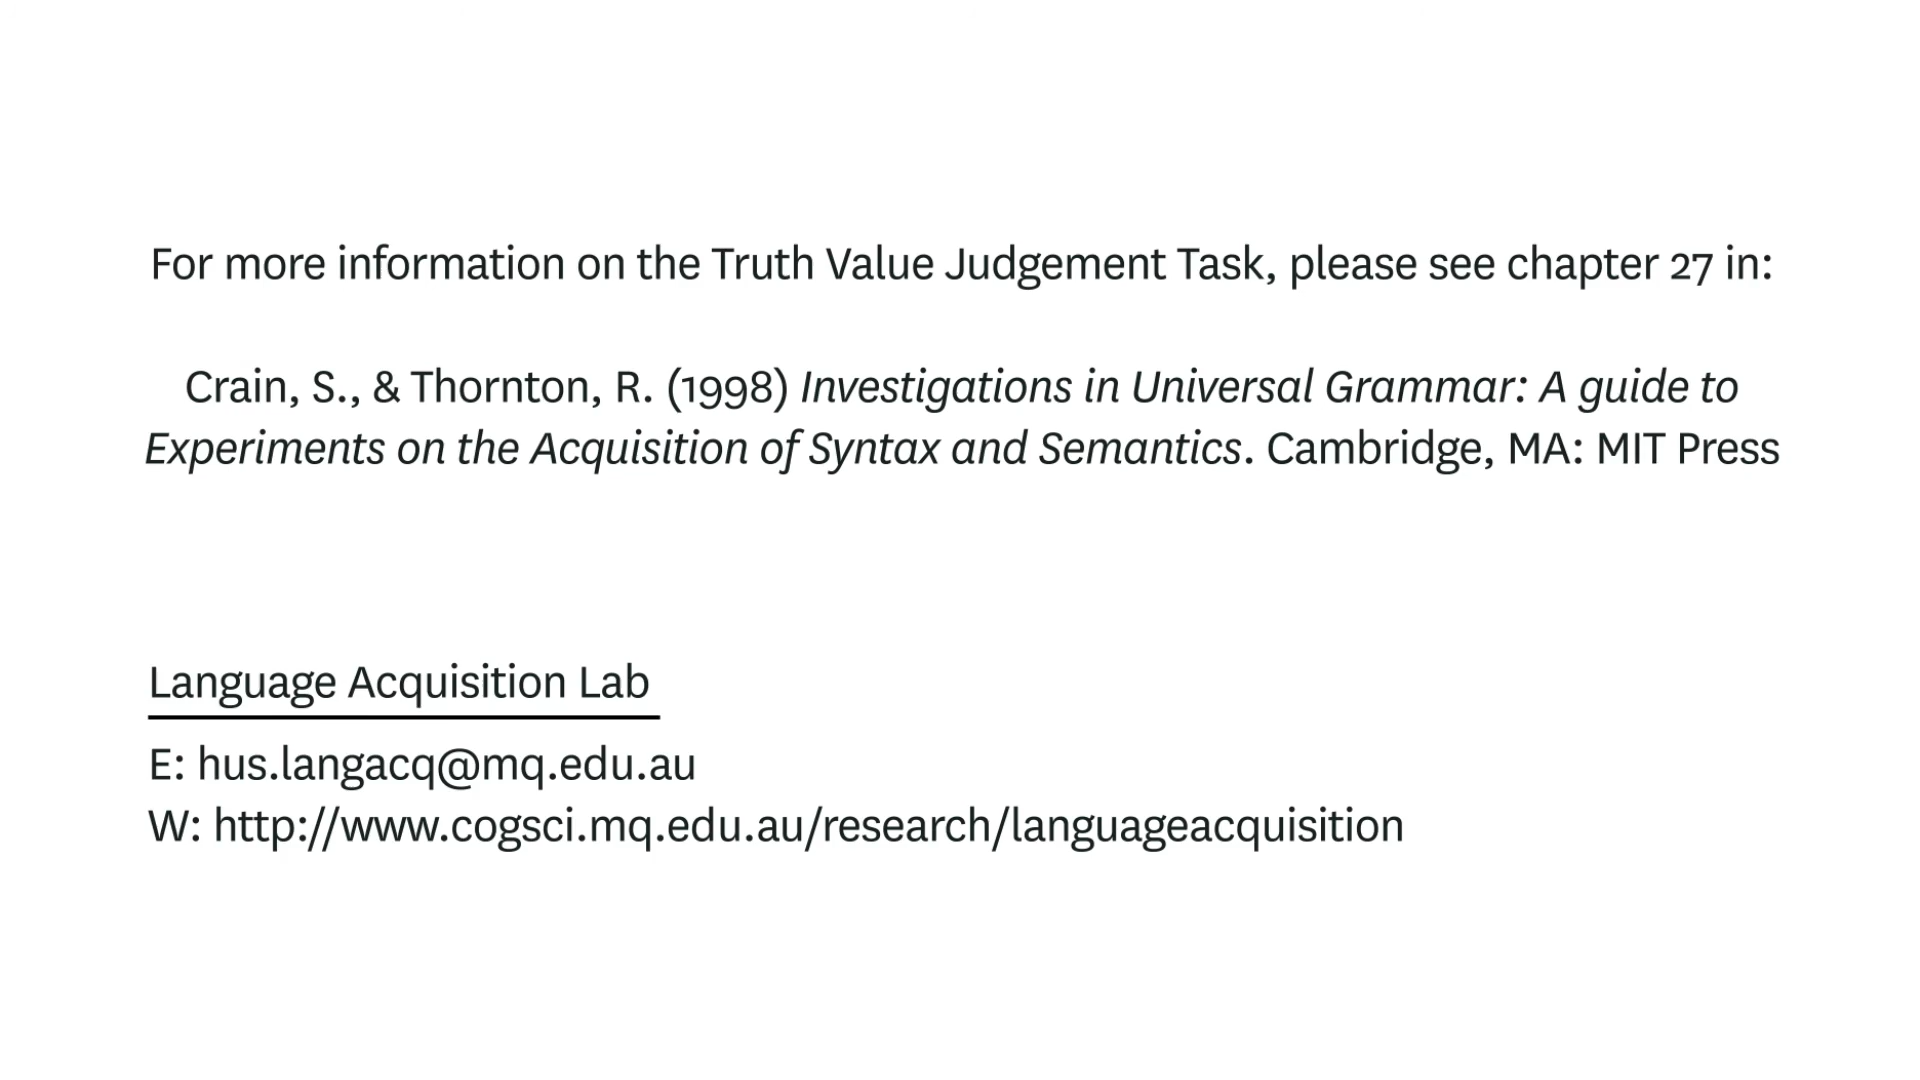 For more information on the Truth Value Judgement Task, please see chapter 27 in:
Crain, S., & Thornton, R. (1998) Investigations in Universal Grammar: A guide to
Experiments on the Acquisition of Syntax and Semantics. Cambridge, MA: MIT Press
Language Acquisition Lab
E: hus.langacq@mq.edu.au
W: http://www.cogsci.mq.edu.au/research/languageacquisition